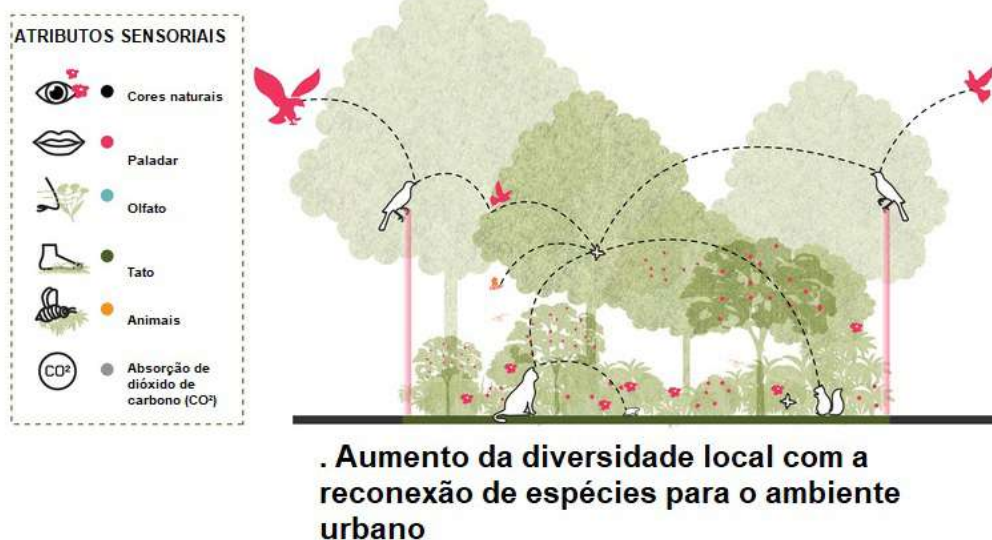 ATRIBUTOS SENSORIAIS
Cores naturais
Paladar
Olfato
Tato
Animais
CO²
Absorção de
dióxido de
carbono (CO²)
. Aumento da diversidade local com a
reconexão de espécies para o ambiente
urbano